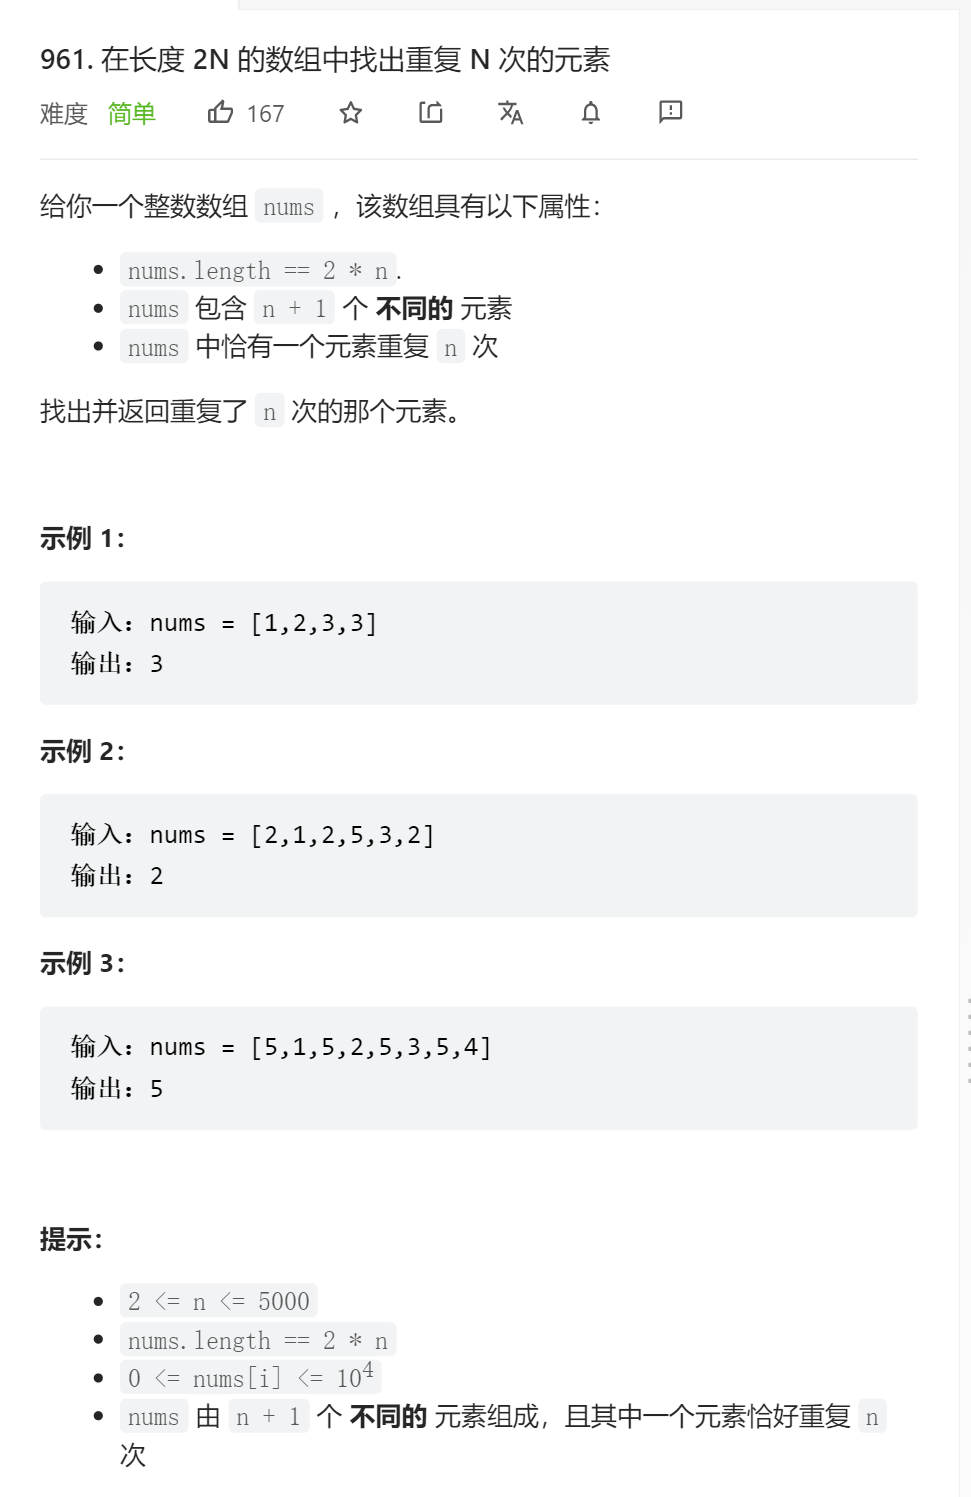 961. 在长度 2N 的数组中找出重复 N 次的元素
难度 简单 167
给你一个整数数组 nums ，该数组具有以下属性：
nums.length == 2 * n.
nums 包含 n + 1 个 不同的 元素
nums 中恰有一个元素重复 n 次
找出并返回重复了 n 次的那个元素。
示例 1：
输入：nums = [1,2,3,3]
输出：3
示例 2：
输入：nums = [2,1,2,5,3,2]
输出：2
示例 3：
输入：nums = [5,1,5,2,5,3,5,4]
输出：5
提示：
2 <= n <= 5000
nums.length == 2 * n
0 <= nums[i] <= 10⁴
nums 由 n + 1 个 不同的 元素组成，且其中一个元素恰好重复 n
次